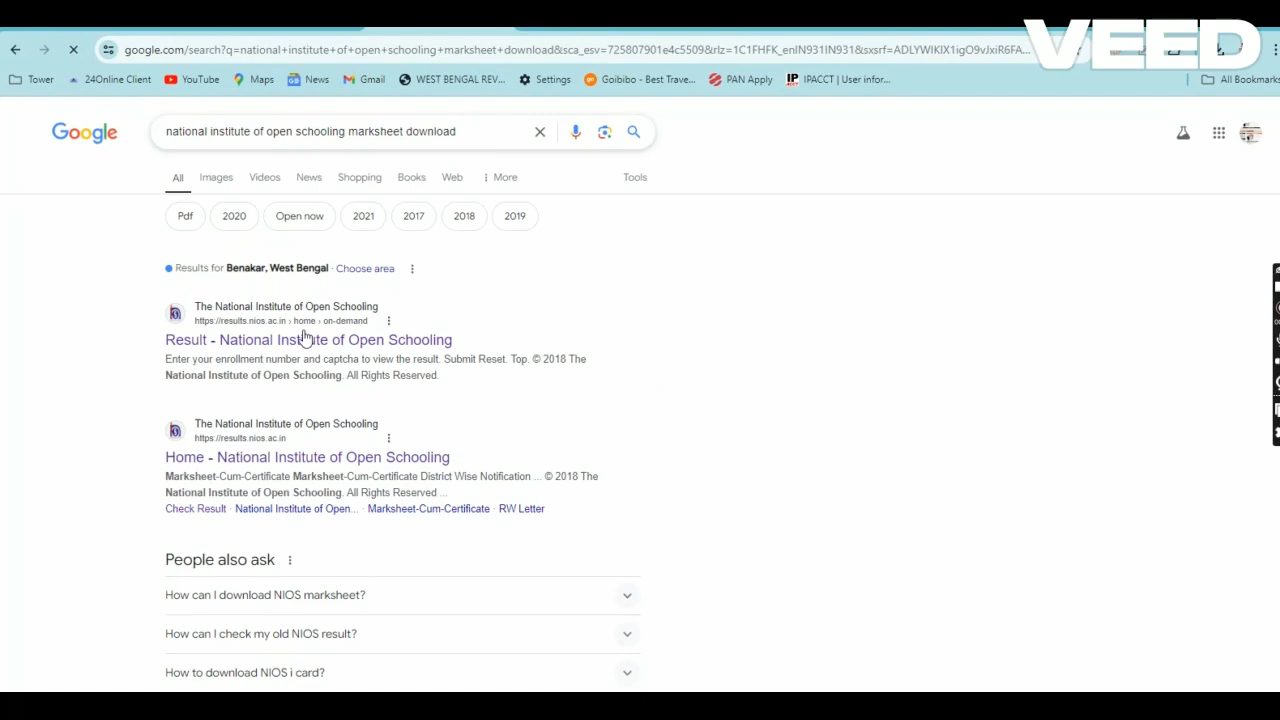 VEED
google.com/search?q=national+institute+of+open+schooling+marksheet+download&sca_esv=725807901e4c5509&rlz=1C1FHFK_enIN931IN931&sxsrf=ADLYWIKIX1igO9vJxiR6FA...
Tower 24Online Client YouTube Maps News Gmail WEST BENGAL REV... Settings Goibibo - Best Trave... PAN Apply IPACCT | User infor... All Bookmarks
Google national institute of open schooling marksheet download
All Images Videos News Shopping Books Web More Tools
Pdf 2020 Open now 2021 2017 2018 2019
Results for Benakar, West Bengal · Choose area
The National Institute of Open Schooling
https://results.nios.ac.in › home › on-demand
Result - National Institute of Open Schooling
Enter your enrollment number and captcha to view the result. Submit Reset. Top. © 2018 The
National Institute of Open Schooling. All Rights Reserved.
The National Institute of Open Schooling
https://results.nios.ac.in
Home - National Institute of Open Schooling
Marksheet-Cum-Certificate Marksheet-Cum-Certificate District Wise Notification ... © 2018 The
National Institute of Open Schooling. All Rights Reserved ...
Check Result · National Institute of Open... · Marksheet-Cum-Certificate · RW Letter
People also ask
How can I download NIOS marksheet?
How can I check my old NIOS result?
How to download NIOS i card?